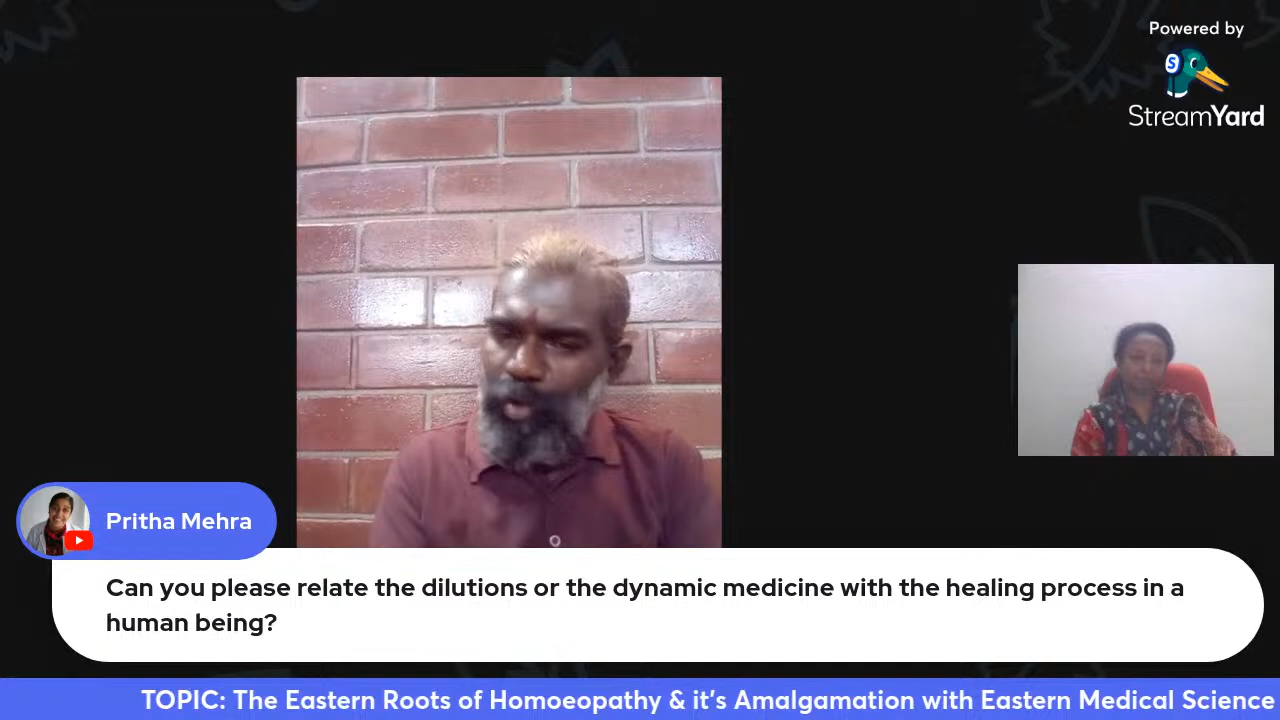 Powered by
S
StreamYard
Pritha Mehra
Can you please relate the dilutions or the dynamic medicine with the healing process in a
human being?
TOPIC: The Eastern Roots of Homoeopathy & it's Amalgamation with Eastern Medical Science